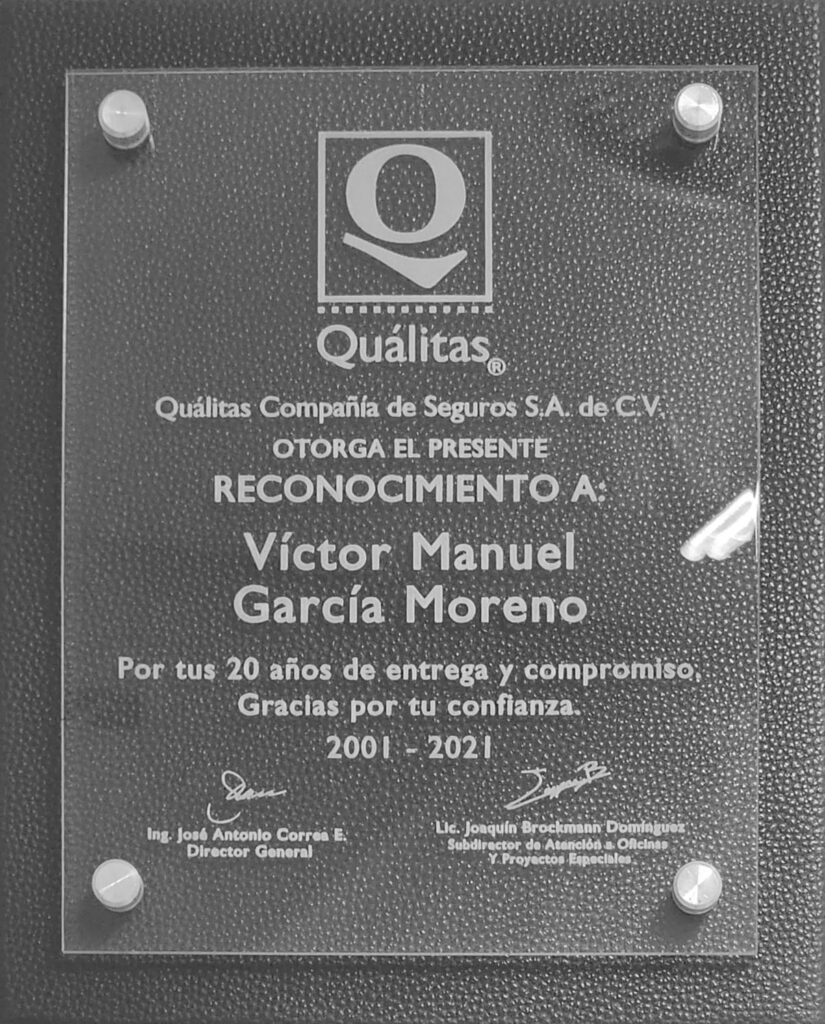 Q
Quálitas®
Quálitas Compañía de Seguros S.A. de C.V.
OTORGA EL PRESENTE
RECONOCIMIENTO A:
Víctor Manuel
García Moreno
Por tus 20 años de entrega y compromiso,
Gracias por tu confianza.
2001 - 2021
Ing. José Antonio Correa E.
Director General
Lic. Joaquín Brockmann Domínguez
Subdirector de Atención a Oficinas
Y Proyectos Especiales